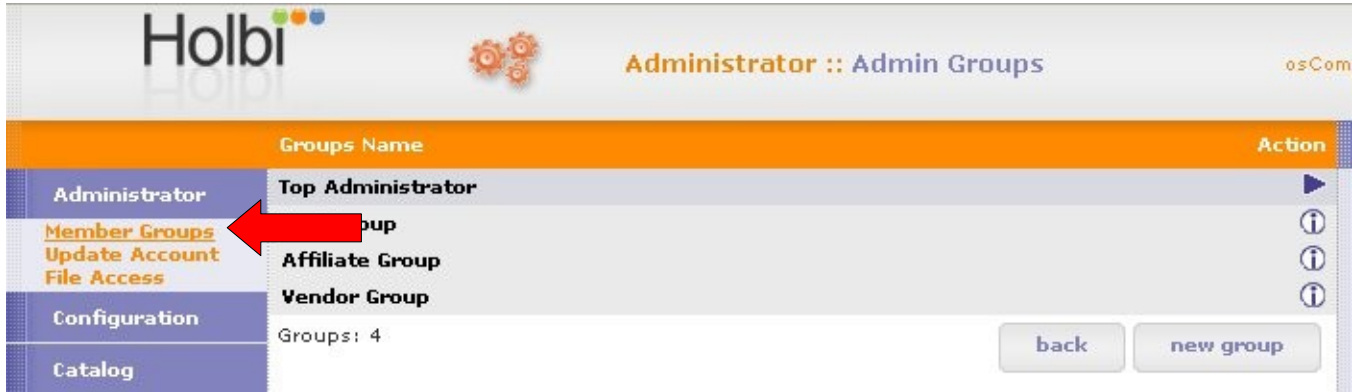 Holbi
Administrator :: Admin Groups
osCom
Groups Name Action
Administrator
Member Groups
Update Account
File Access
Configuration
Catalog
Top Administrator
oup
Affiliate Group
Vendor Group
Groups: 4
back new group